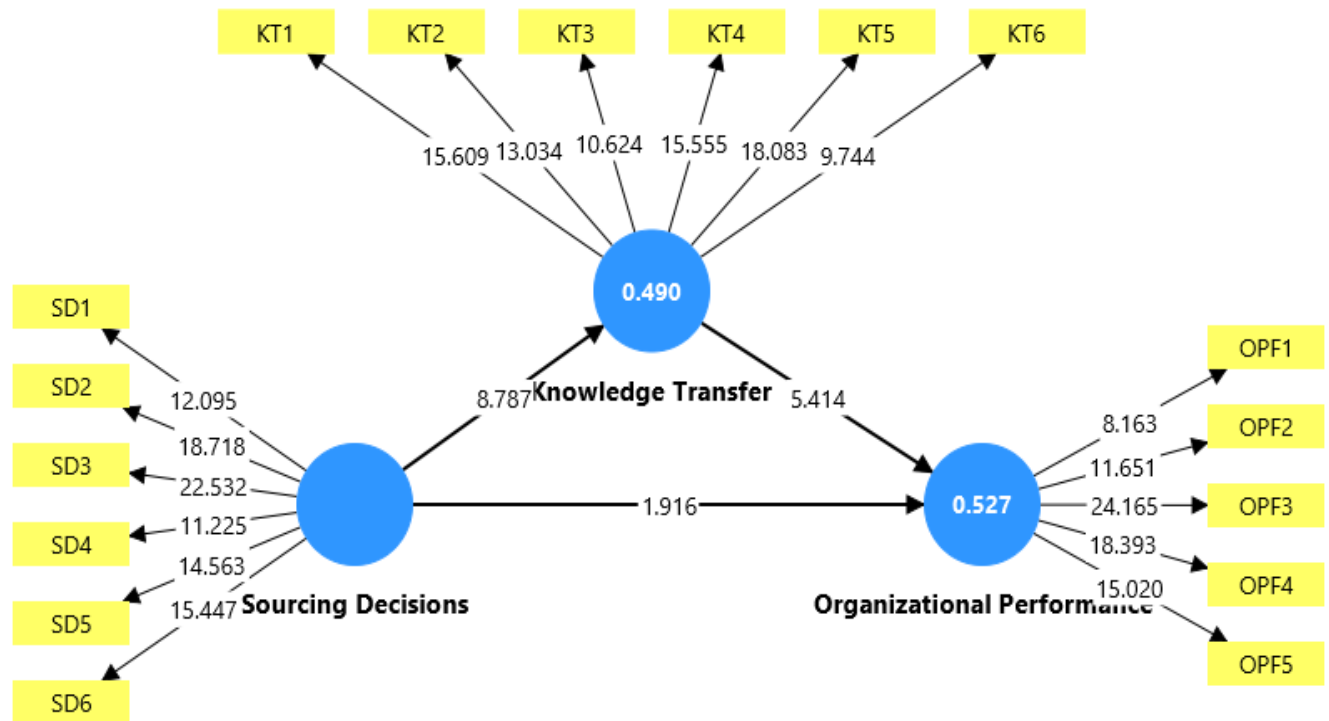 KT1 KT2 KT3 KT4 KT5 KT6
15.609 13.034 10.624 15.555 18.083 9.744
0.490
Knowledge Transfer
8.787
5.414
SD1
SD2
SD3
SD4
SD5
SD6
12.095
18.718
22.532
11.225
14.563
15.447
Sourcing Decisions
1.916
0.527
Organizational Performance
8.163
11.651
24.165
18.393
15.020
OPF1
OPF2
OPF3
OPF4
OPF5